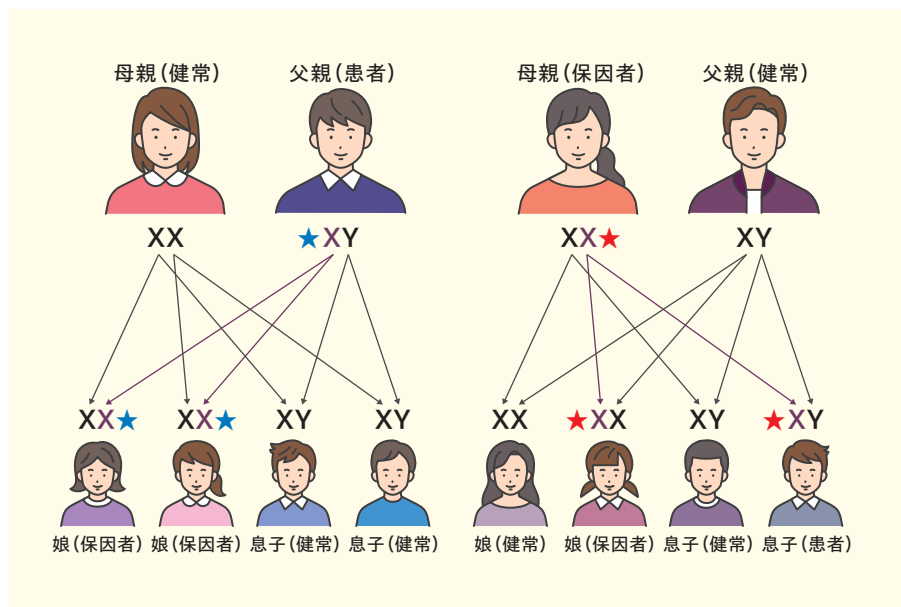 母親（健常） 父親（患者） 母親（保因者） 父親（健常）
XX ★XY XX★ XY
XX★ XX★ XY XY XX ★XX XY ★XY
娘（保因者） 娘（保因者） 息子（健常） 息子（健常） 娘（健常） 娘（保因者） 息子（健常） 息子（患者）